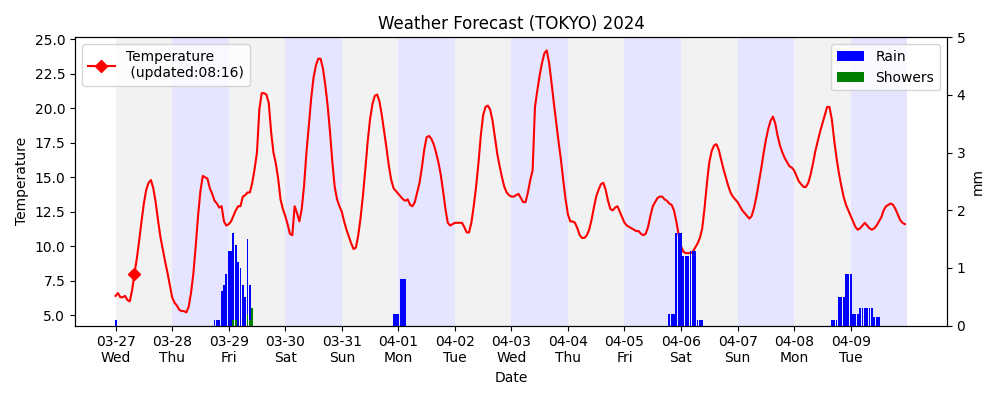 Weather Forecast (TOKYO) 2024
Temperature
(updated:08:16)
Rain
Showers
Temperature
25.0
22.5
20.0
17.5
15.0
12.5
10.0
7.5
5.0
5
4
3
2
1
0
mm
03-27 03-28 03-29 03-30 03-31 04-01 04-02 04-03 04-04 04-05 04-06 04-07 04-08 04-09
Wed Thu Fri Sat Sun Mon Tue Wed Thu Fri Sat Sun Mon Tue
Date